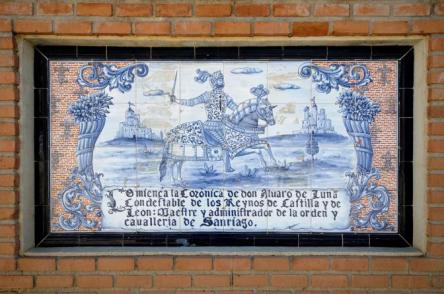 Comiença la Coronica de don Aluaro de Luna
Condestable de los Reynos de Castilla y de
Leon: Maestre y administrador de la orden y
cauallería de Santiago.